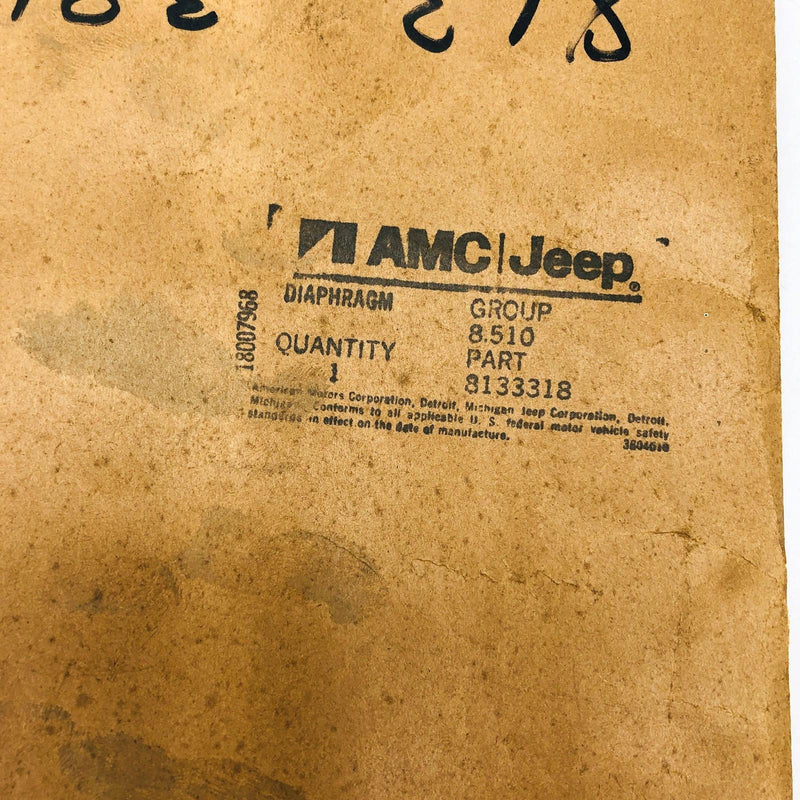 AMC|Jeep®
DIAPHRAGM GROUP
8.510
QUANTITY PART
1 8133318
18007968
American Motors Corporation, Detroit, Michigan Jeep Corporation, Detroit,
Michigan. Conforms to all applicable U. S. federal motor vehicle safety
standards in effect on the date of manufacture.